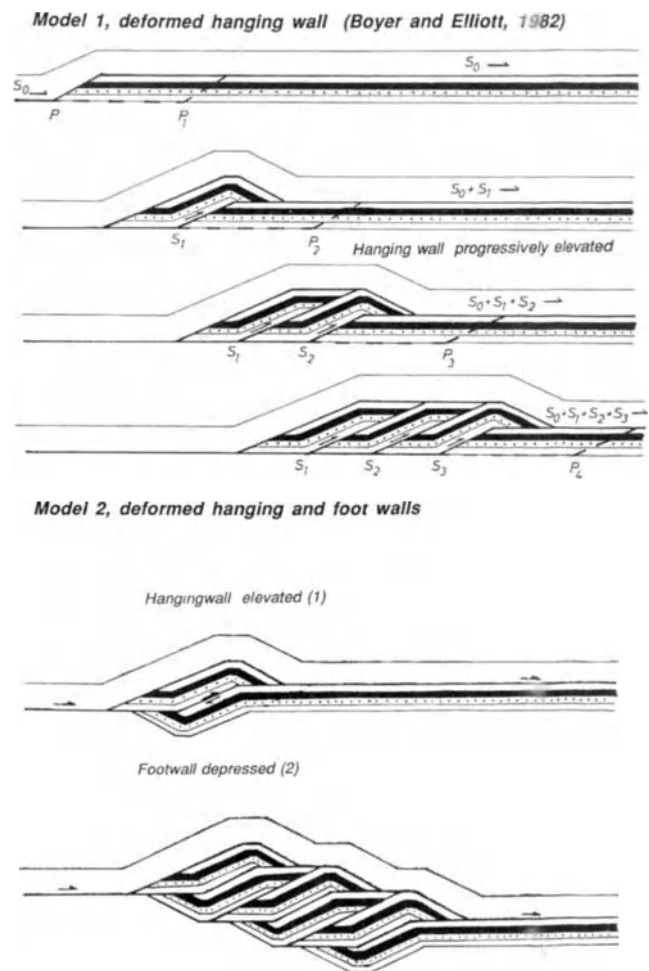 Model 1, deformed hanging wall (Boyer and Elliott, 1982)
S₀ →
S₀ →
P P₁
S₀ + S₁ →
S₁ P₂
Hanging wall progressively elevated
S₀ + S₁ + S₂ →
S₁ S₂ P₃
S₀ + S₁ + S₂ + S₃ →
S₁ S₂ S₃ P₄
Model 2, deformed hanging and foot walls
Hangingwall elevated (1)
Footwall depressed (2)